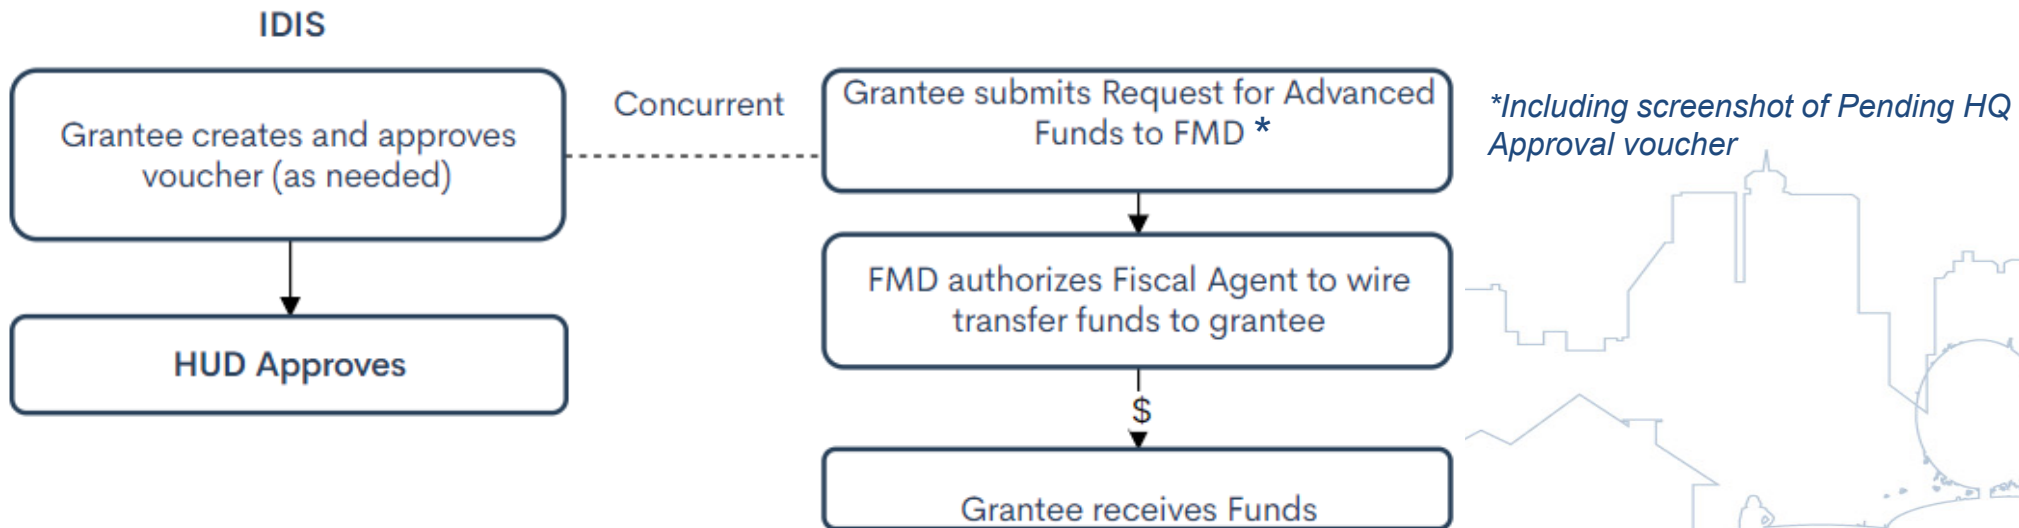 IDIS
Grantee creates and approves
voucher (as needed)
HUD Approves
Concurrent
Grantee submits Request for Advanced
Funds to FMD *
FMD authorizes Fiscal Agent to wire
transfer funds to grantee
$
Grantee receives Funds
*Including screenshot of Pending HQ
Approval voucher